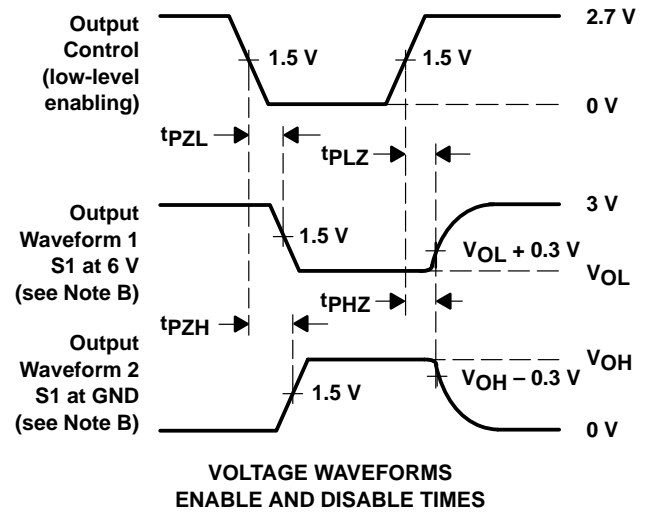 Output
Control
(low-level
enabling)
1.5 V
1.5 V
2.7 V
0 V
tPZL
tPLZ
Output
Waveform 1
S1 at 6 V
(see Note B)
1.5 V
3 V
VOL + 0.3 V
VOL
tPHZ
tPZH
Output
Waveform 2
S1 at GND
(see Note B)
1.5 V
VOH
VOH – 0.3 V
0 V
VOLTAGE WAVEFORMS
ENABLE AND DISABLE TIMES